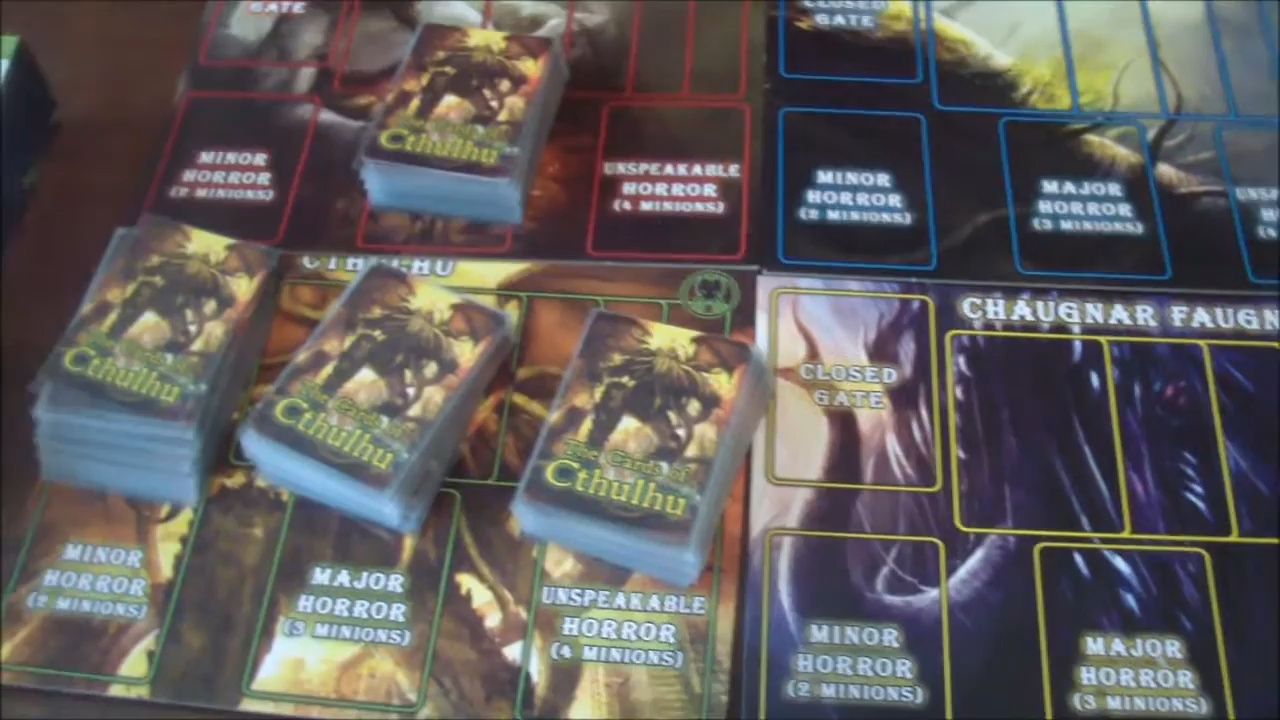 GATE
CLOSED
GATE
MINOR
HORROR
(2 MINIONS)
The Cards of
Cthulhu
UNSPEAKABLE
HORROR
(4 MINIONS)
MINOR
HORROR
(2 MINIONS)
MAJOR
HORROR
(3 MINIONS)
CTHULHU
The Cards of
Cthulhu
The Cards of
Cthulhu
The Cards of
Cthulhu
CLOSED
GATE
CHAUGNAR FAUGN
MINOR
HORROR
(2 MINIONS)
MAJOR
HORROR
(3 MINIONS)
UNSPEAKABLE
HORROR
(4 MINIONS)
MINOR
HORROR
(2 MINIONS)
MAJOR
HORROR
(3 MINIONS)